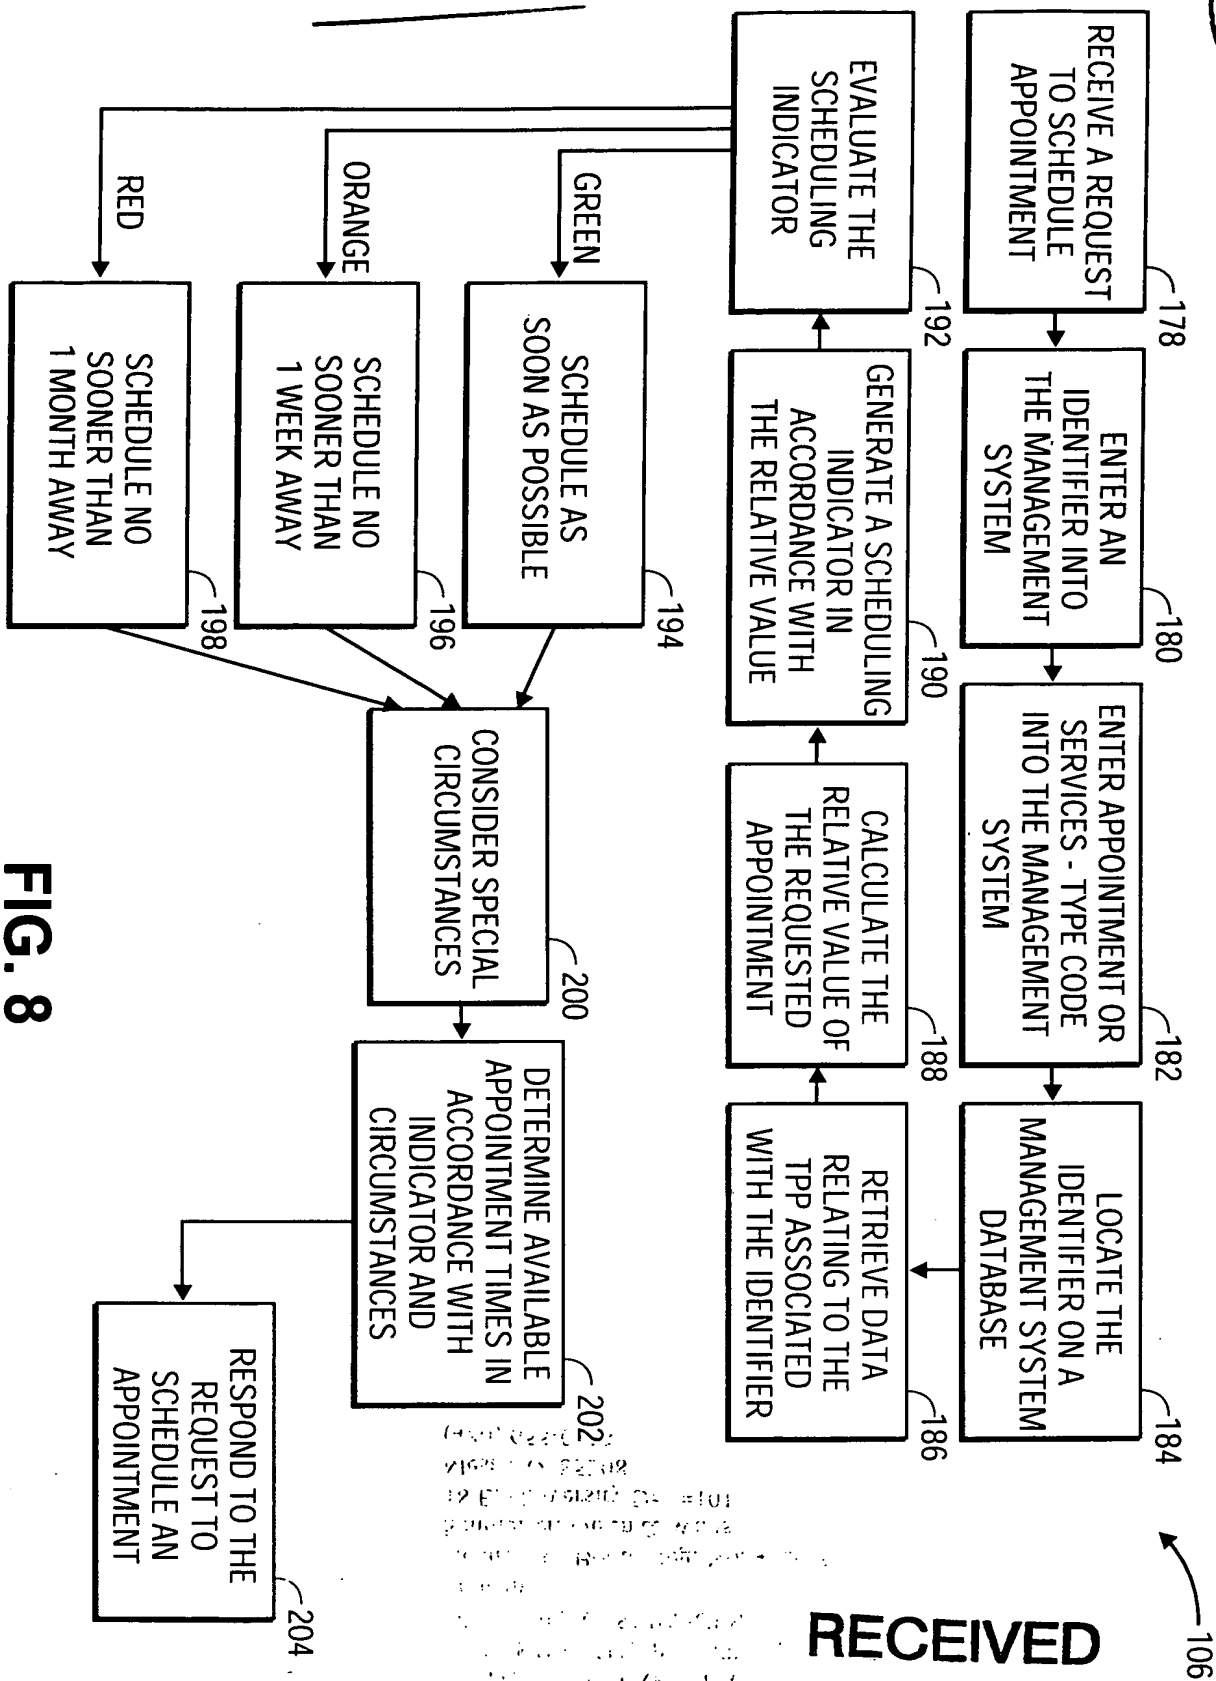 106
RECEIVE A REQUEST
TO SCHEDULE
APPOINTMENT
178
ENTER AN
IDENTIFIER INTO
THE MANAGEMENT
SYSTEM
180
ENTER APPOINTMENT OR
SERVICES - TYPE CODE
INTO THE MANAGEMENT
SYSTEM
182
LOCATE THE
IDENTIFIER ON A
MANAGEMENT SYSTEM
DATABASE
184
RETRIEVE DATA
RELATING TO THE
TPP ASSOCIATED
WITH THE IDENTIFIER
186
CALCULATE THE
RELATIVE VALUE OF
THE REQUESTED
APPOINTMENT
188
GENERATE A SCHEDULING
INDICATOR IN
ACCORDANCE WITH
THE RELATIVE VALUE
190
EVALUATE THE
SCHEDULING
INDICATOR
192
GREEN
SCHEDULE AS
SOON AS POSSIBLE
194
ORANGE
SCHEDULE NO
SOONER THAN
1 WEEK AWAY
196
RED
SCHEDULE NO
SOONER THAN
1 MONTH AWAY
198
CONSIDER SPECIAL
CIRCUMSTANCES
200
DETERMINE AVAILABLE
APPOINTMENT TIMES IN
ACCORDANCE WITH
INDICATOR AND
CIRCUMSTANCES
202
RESPOND TO THE
REQUEST TO
SCHEDULE AN
APPOINTMENT
204
FIG. 8
RECEIVED